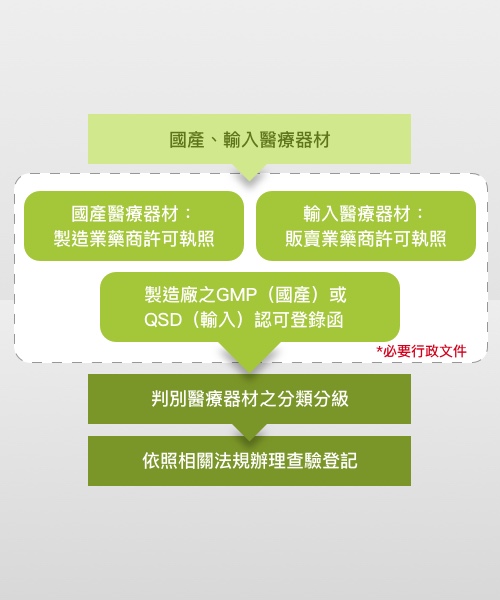 國產、輸入醫療器材
國產醫療器材：
製造業藥商許可執照
輸入醫療器材：
販賣業藥商許可執照
製造廠之GMP（國產）或
QSD（輸入）認可登錄函
*必要行政文件
判別醫療器材之分類分級
依照相關法規辦理查驗登記